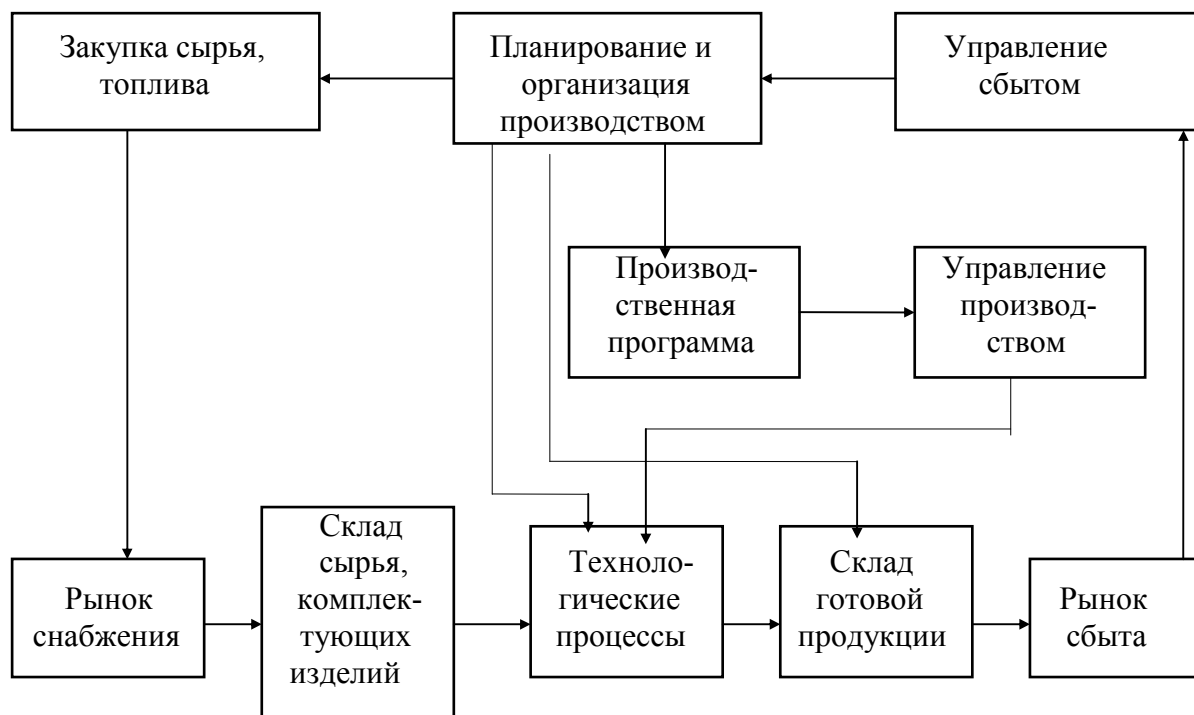 Закупка сырья,
топлива
Планирование и
организация
производством
Управление
сбытом
Производ-
ственная
программа
Управление
производ-
ством
Рынок
снабжения
Склад
сырья,
комплек-
тующих
изделий
Техноло-
гические
процессы
Склад
готовой
продукции
Рынок
сбыта